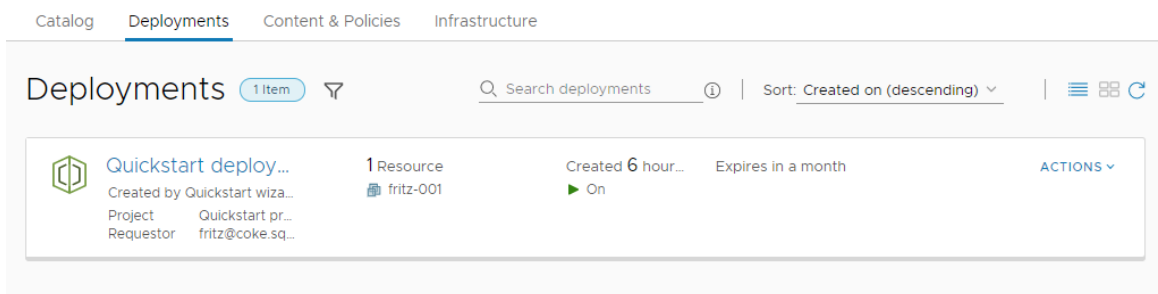 Catalog Deployments Content & Policies Infrastructure
Deployments 1 Item Search deployments Sort: Created on (descending)
Quickstart deploy... 1 Resource Created 6 hour... Expires in a month ACTIONS
Created by Quickstart wiza... fritz-001 On
Project Quickstart pr...
Requestor fritz@coke.sq...